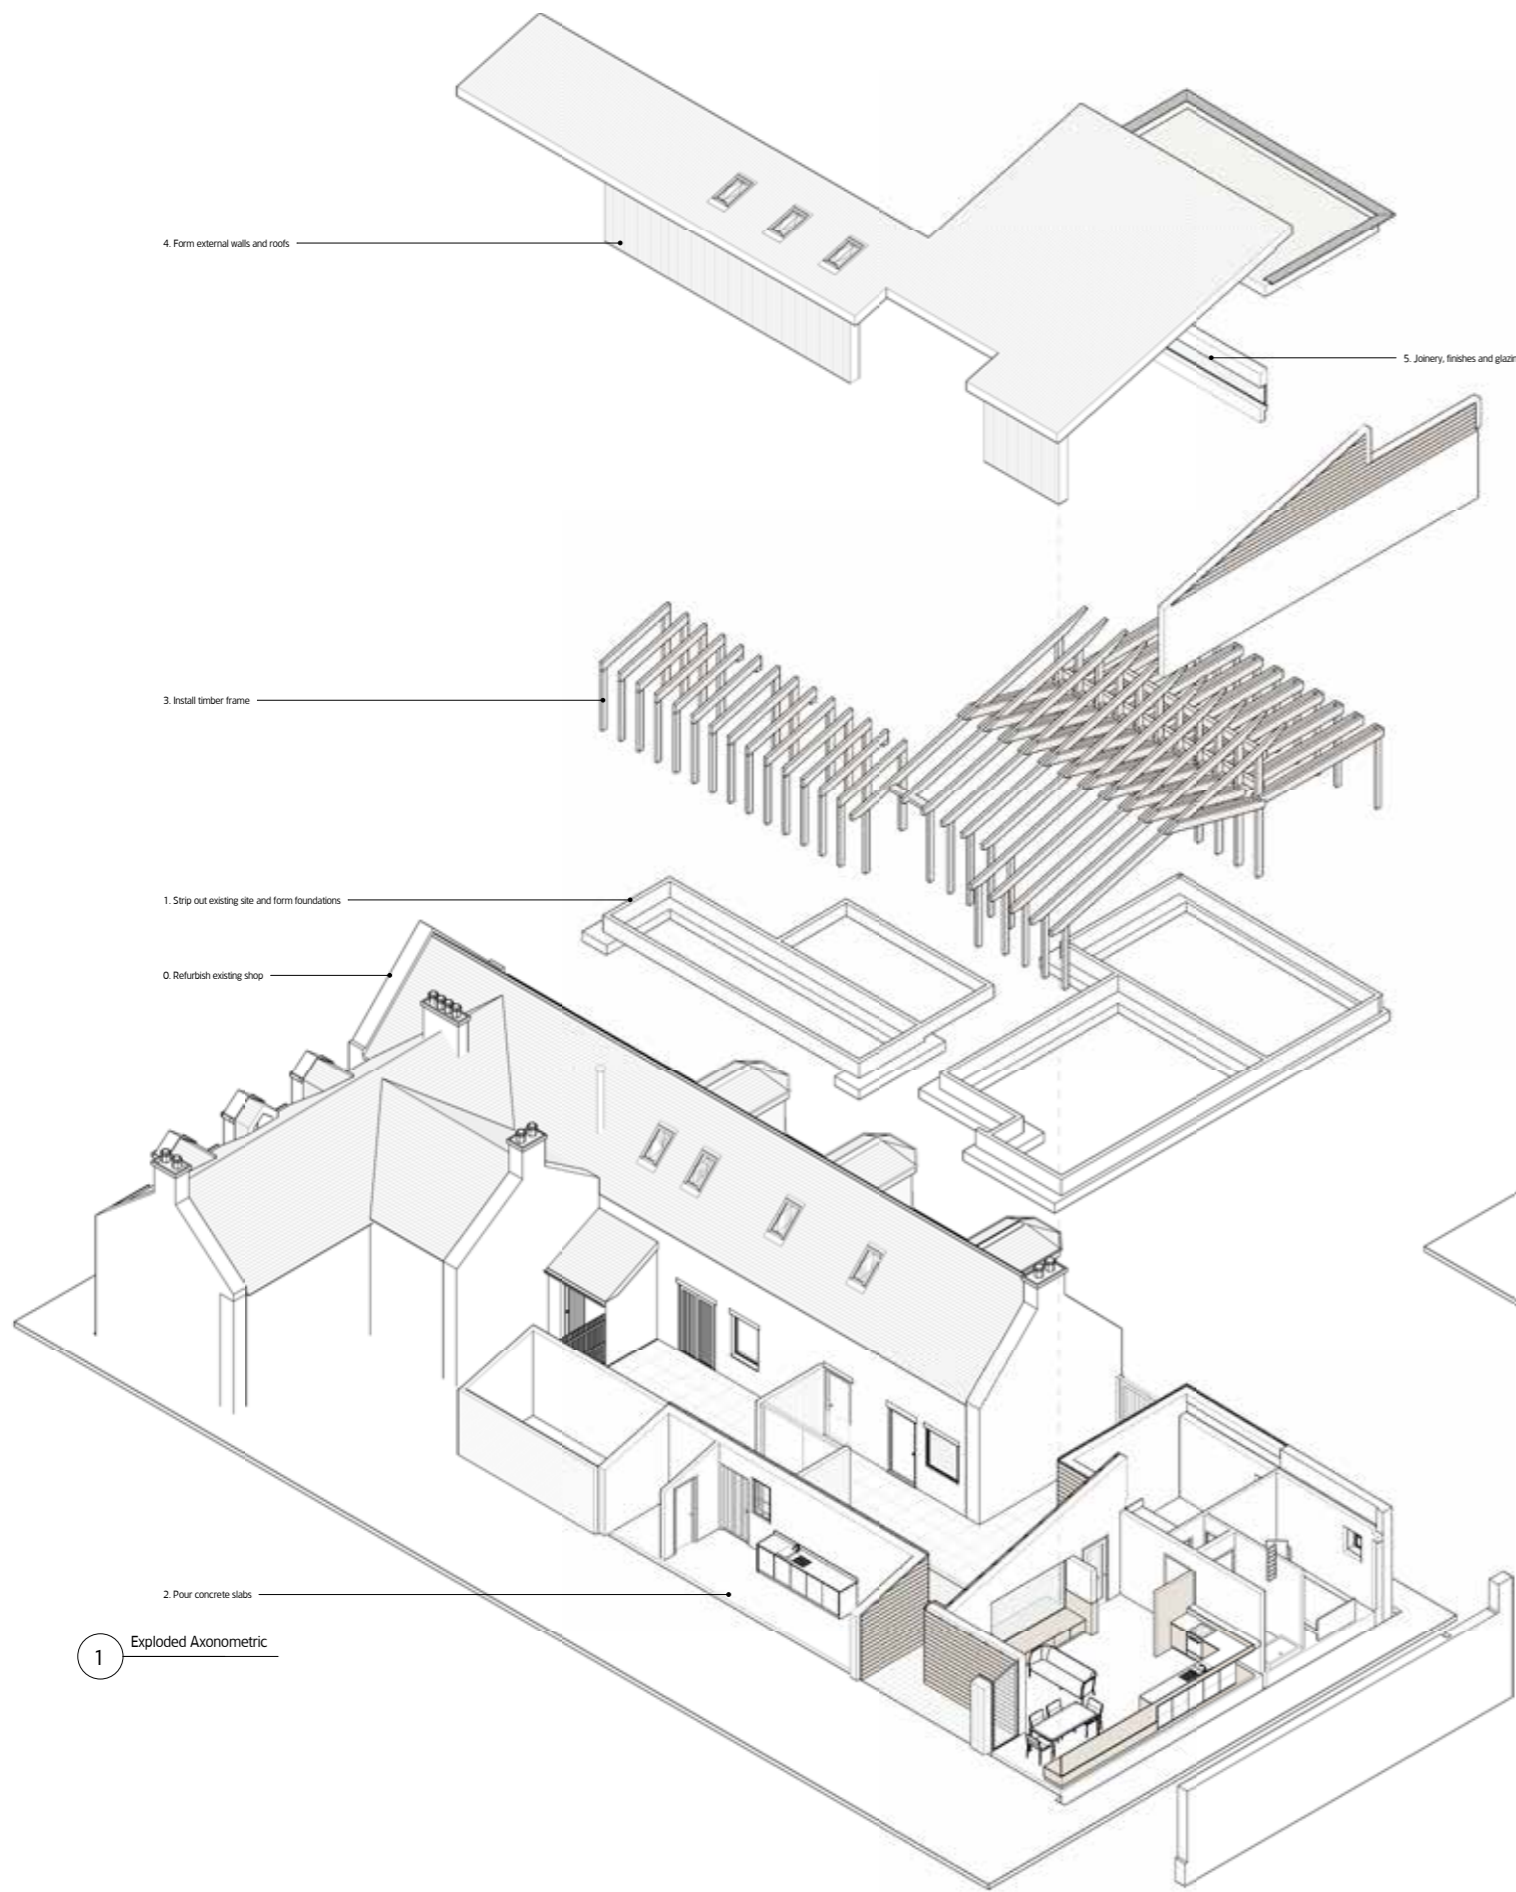 4. Form external walls and roofs
5. Joinery, finishes and
3. Install timber frame
1. Strip out existing site and form foundations
0. Refurbish existing shop
2. Pour concrete slabs
1
Exploded Axonometric